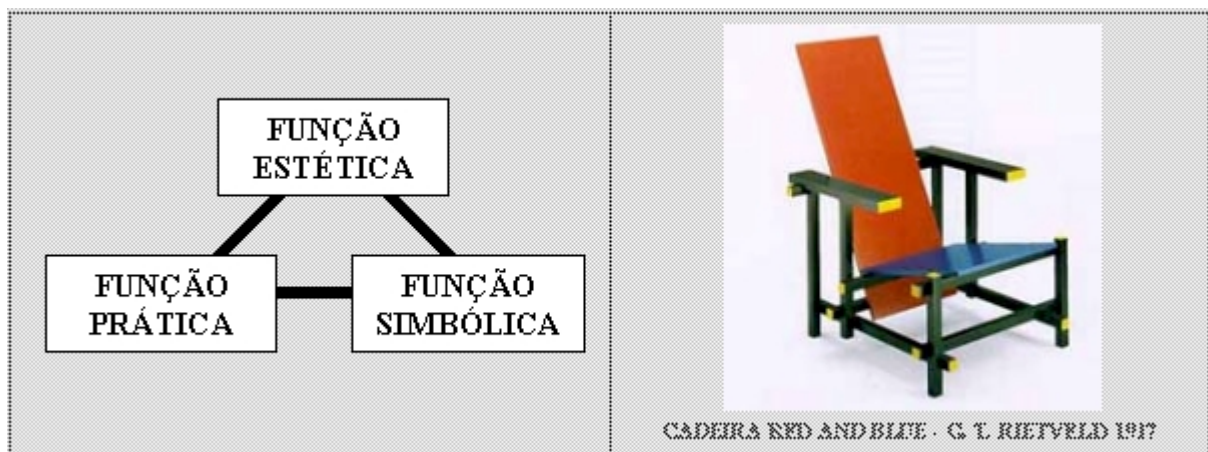 FUNÇÃO
ESTÉTICA
FUNÇÃO
PRÁTICA
FUNÇÃO
SIMBÓLICA
CADEIRA RED AND BLUE - G. T. RIETVELD 1917